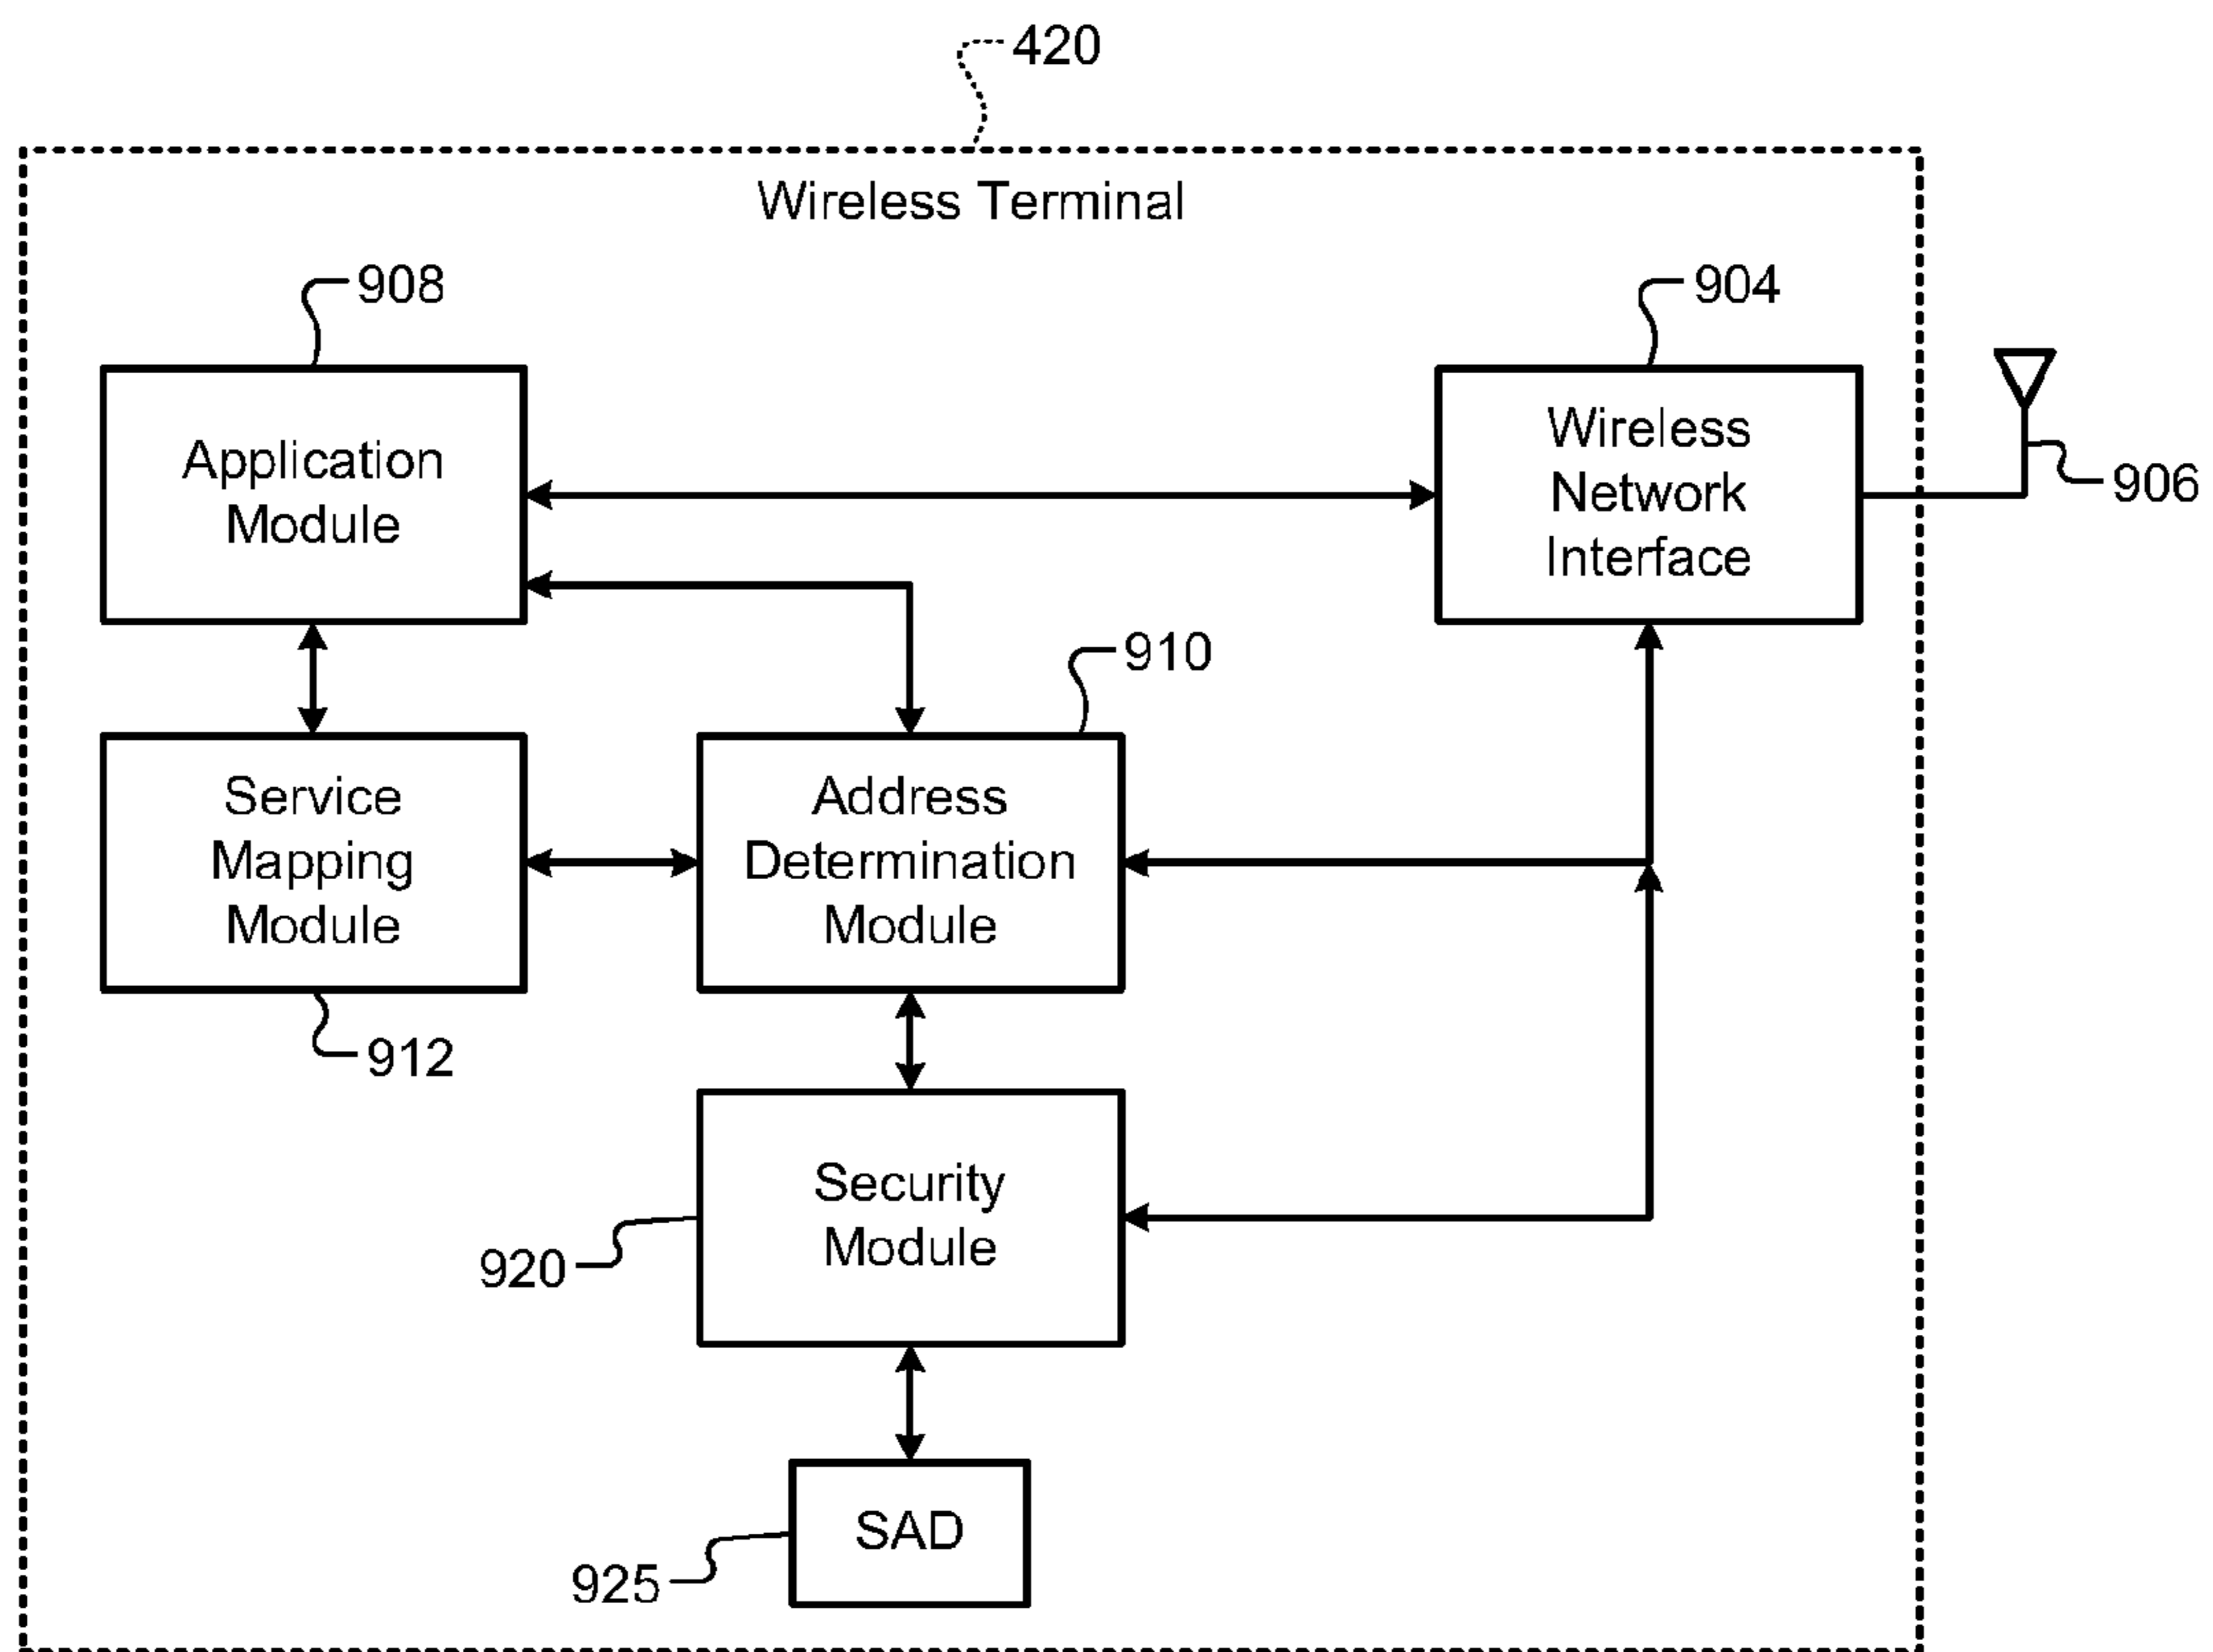 420
Wireless Terminal
908
904
Application
Module
Wireless
Network
Interface
906
910
Service
Mapping
Module
Address
Determination
Module
912
Security
Module
920
SAD
925